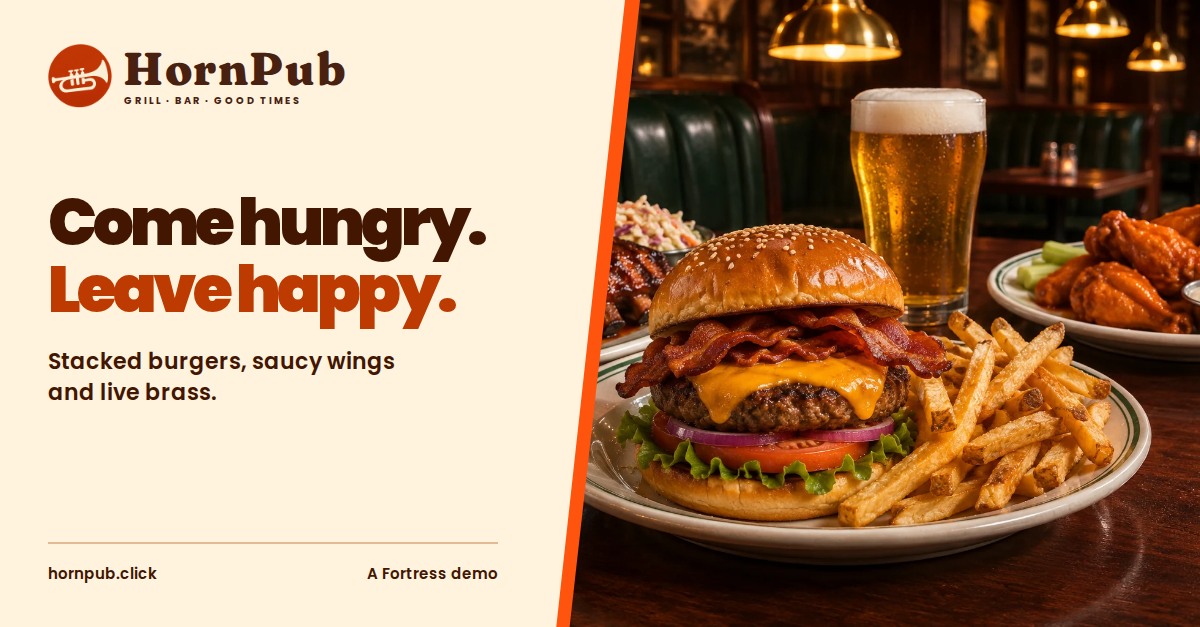 HornPub
GRILL · BAR · GOOD TIMES
Come hungry.
Leave happy.
Stacked burgers, saucy wings
and live brass.
hornpub.click
A Fortress demo